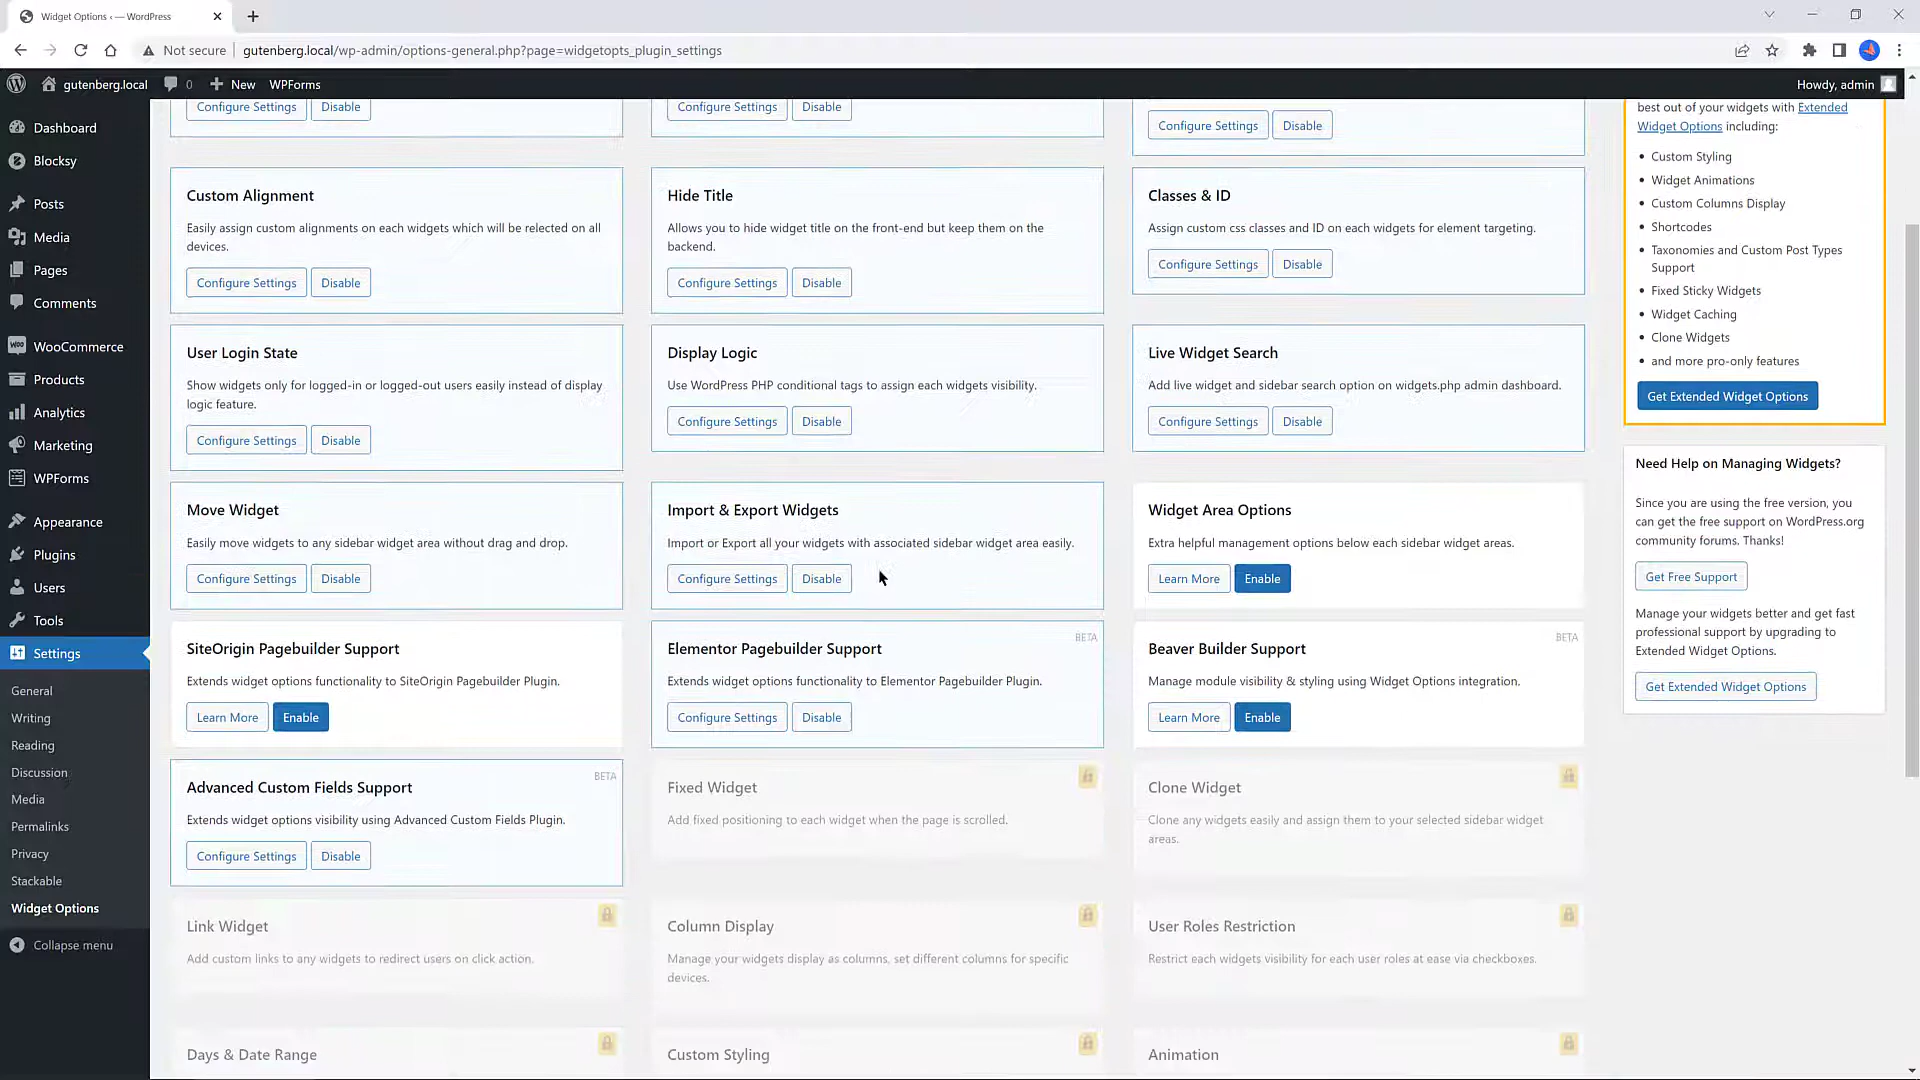 Widget Options ‹ — WordPress
Not secure
gutenberg.local/wp-admin/options-general.php?page=widgetopts_plugin_settings
gutenberg.local
0
New
WPForms
Howdy, admin
Dashboard
Blocksy
Posts
Media
Pages
Comments
WooCommerce
Products
Analytics
Marketing
WPForms
Appearance
Plugins
Users
Tools
Settings
General
Writing
Reading
Discussion
Media
Permalinks
Privacy
Stackable
Widget Options
Collapse menu
Configure Settings
Disable
Configure Settings
Disable
Configure Settings
Disable
Custom Alignment
Easily assign custom alignments on each widgets which will be relected on all
devices.
Configure Settings
Disable
Hide Title
Allows you to hide widget title on the front-end but keep them on the
backend.
Configure Settings
Disable
Classes & ID
Assign custom css classes and ID on each widgets for element targeting.
Configure Settings
Disable
User Login State
Show widgets only for logged-in or logged-out users easily instead of display
logic feature.
Configure Settings
Disable
Display Logic
Use WordPress PHP conditional tags to assign each widgets visibility.
Configure Settings
Disable
Live Widget Search
Add live widget and sidebar search option on widgets.php admin dashboard.
Configure Settings
Disable
Move Widget
Easily move widgets to any sidebar widget area without drag and drop.
Configure Settings
Disable
Import & Export Widgets
Import or Export all your widgets with associated sidebar widget area easily.
Configure Settings
Disable
Widget Area Options
Extra helpful management options below each sidebar widget areas.
Learn More
Enable
SiteOrigin Pagebuilder Support
Extends widget options functionality to SiteOrigin Pagebuilder Plugin.
Learn More
Enable
BETA
Elementor Pagebuilder Support
Extends widget options functionality to Elementor Pagebuilder Plugin.
Configure Settings
Disable
BETA
Beaver Builder Support
Manage module visibility & styling using Widget Options integration.
Learn More
Enable
BETA
Advanced Custom Fields Support
Extends widget options visibility using Advanced Custom Fields Plugin.
Configure Settings
Disable
Fixed Widget
Add fixed positioning to each widget when the page is scrolled.
Clone Widget
Clone any widgets easily and assign them to your selected sidebar widget
areas.
Link Widget
Add custom links to any widgets to redirect users on click action.
Column Display
Manage your widgets display as columns, set different columns for specific
devices.
User Roles Restriction
Restrict each widgets visibility for each user roles at ease via checkboxes.
Days & Date Range
Custom Styling
Animation
best out of your widgets with Extended
Widget Options including:
Custom Styling
Widget Animations
Custom Columns Display
Shortcodes
Taxonomies and Custom Post Types
Support
Fixed Sticky Widgets
Widget Caching
Clone Widgets
and more pro-only features
Get Extended Widget Options
Need Help on Managing Widgets?
Since you are using the free version, you
can get the free support on WordPress.org
community forums. Thanks!
Get Free Support
Manage your widgets better and get fast
professional support by upgrading to
Extended Widget Options.
Get Extended Widget Options